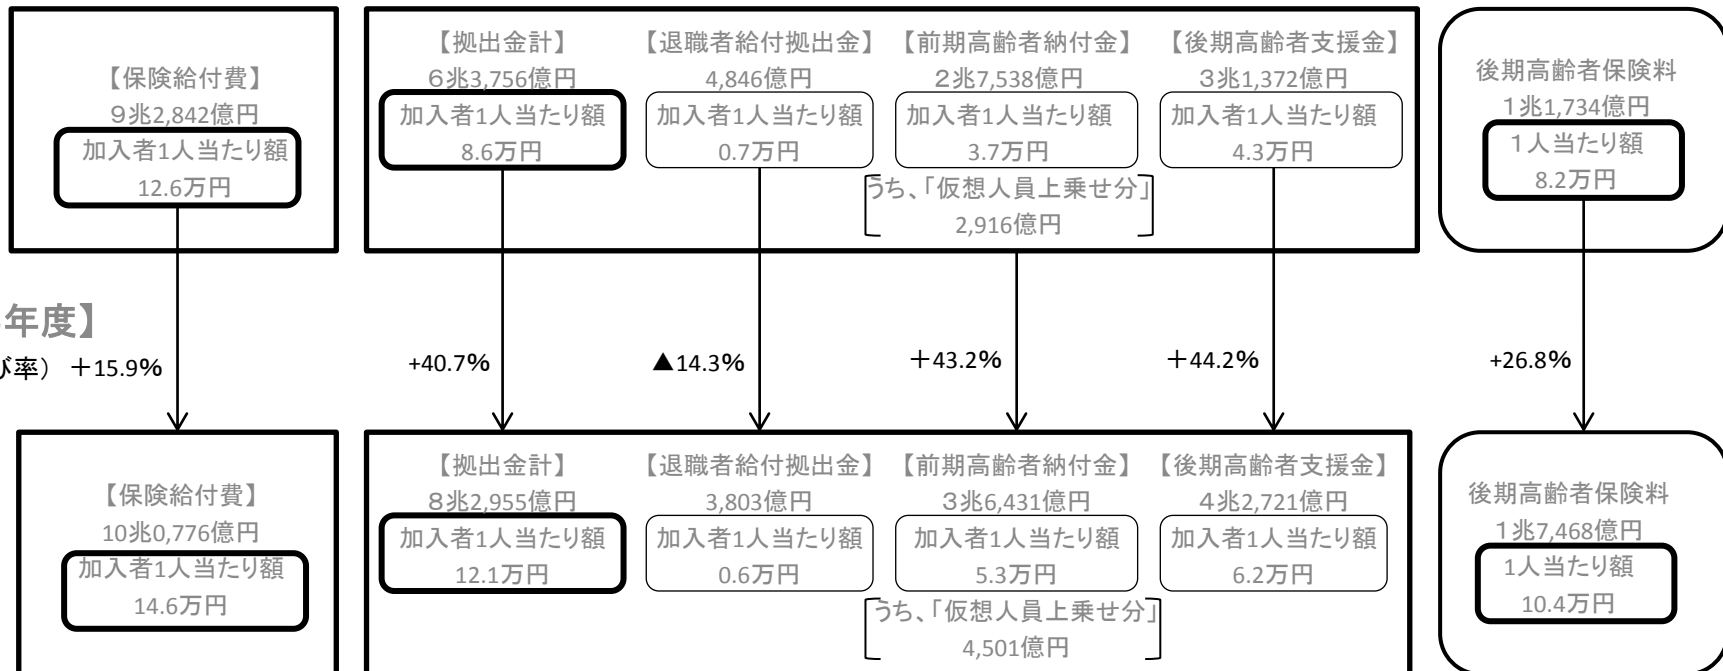 【保険給付費】
9兆2,842億円
加入者1人当たり額
12.6万円
【拠出金計】
6兆3,756億円
加入者1人当たり額
8.6万円
【退職者給付拠出金】
4,846億円
加入者1人当たり額
0.7万円
【前期高齢者納付金】
2兆7,538億円
加入者1人当たり額
3.7万円
うち、「仮想人員上乗せ分」
2,916億円
【後期高齢者支援金】
3兆1,372億円
加入者1人当たり額
4.3万円
後期高齢者保険料
1兆1,734億円
1人当たり額
8.2万円
年度】
び率) +15.9%
+40.7%
▲14.3%
+43.2%
+44.2%
+26.8%
【保険給付費】
10兆0,776億円
加入者1人当たり額
14.6万円
【拠出金計】
8兆2,955億円
加入者1人当たり額
12.1万円
【退職者給付拠出金】
3,803億円
加入者1人当たり額
0.6万円
【前期高齢者納付金】
3兆6,431億円
加入者1人当たり額
5.3万円
うち、「仮想人員上乗せ分」
4,501億円
【後期高齢者支援金】
4兆2,721億円
加入者1人当たり額
6.2万円
後期高齢者保険料
1兆7,468億円
1人当たり額
10.4万円